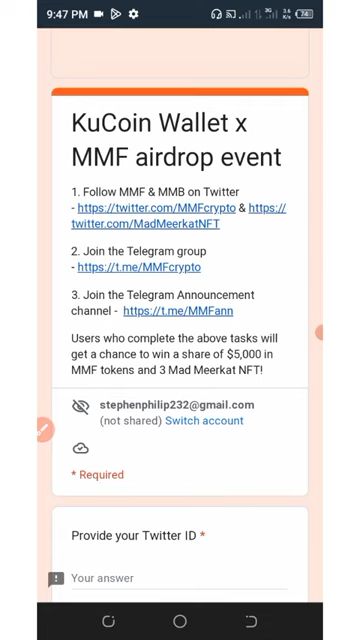 9:47 PM
3G
3.6
K/s
74
KuCoin Wallet x
MMF airdrop event
1. Follow MMF & MMB on Twitter
- https://twitter.com/MMFcrypto & https://
twitter.com/MadMeerkatNFT
2. Join the Telegram group
- https://t.me/MMFcrypto
3. Join the Telegram Announcement
channel - https://t.me/MMFann
Users who complete the above tasks will
get a chance to win a share of $5,000 in
MMF tokens and 3 Mad Meerkat NFT!
stephenphilip232@gmail.com
(not shared) Switch account
* Required
Provide your Twitter ID *
Your answer